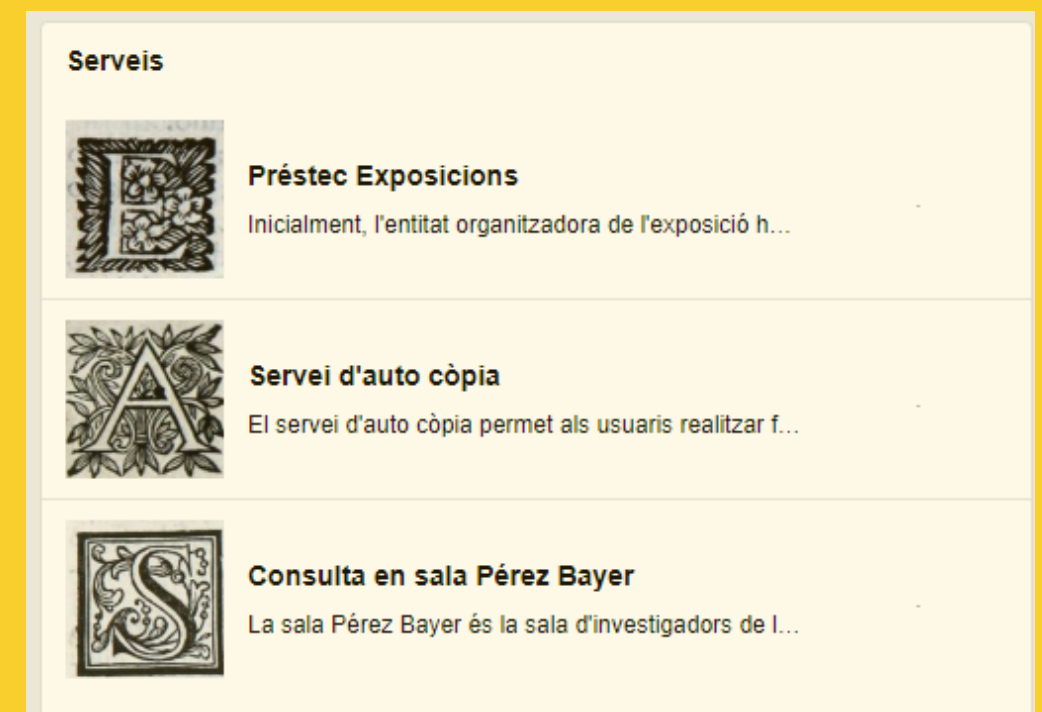 Serveis
E
Préstec Exposicions
Inicialment, l'entitat organitzadora de l'exposició h...
A
Servei d'auto còpia
El servei d'auto còpia permet als usuaris realitzar f...
S
Consulta en sala Pérez Bayer
La sala Pérez Bayer és la sala d'investigadors de l...